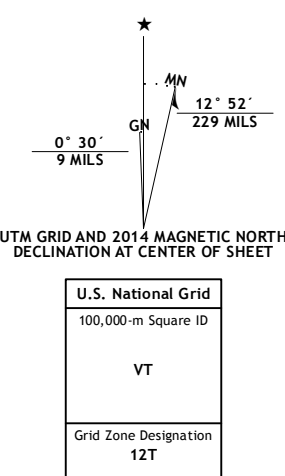 ★
MN
12° 52´
229 MILS
GN
0° 30´
9 MILS
UTM GRID AND 2014 MAGNETIC NORTH
DECLINATION AT CENTER OF SHEET
U.S. National Grid
100,000-m Square ID
VT
Grid Zone Designation
12T